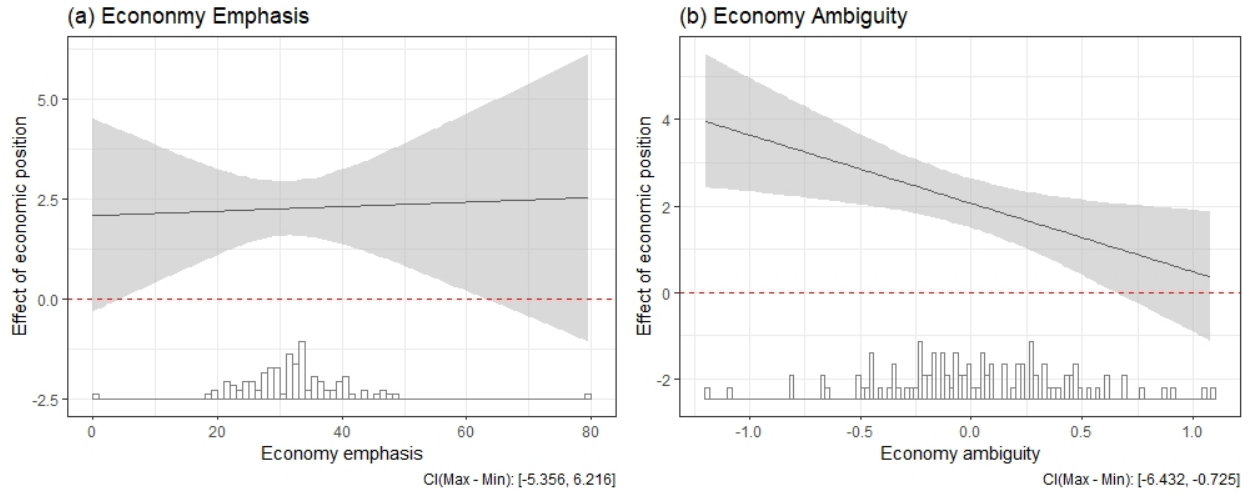 (a) Econonmy Emphasis
Effect of economic position
5.0
2.5
0.0
-2.5
0 20 40 60 80
Economy emphasis
CI(Max - Min): [-5.356, 6.216]
(b) Economy Ambiguity
Effect of economic position
4
2
0
-2
-1.0 -0.5 0.0 0.5 1.0
Economy ambiguity
CI(Max - Min): [-6.432, -0.725]